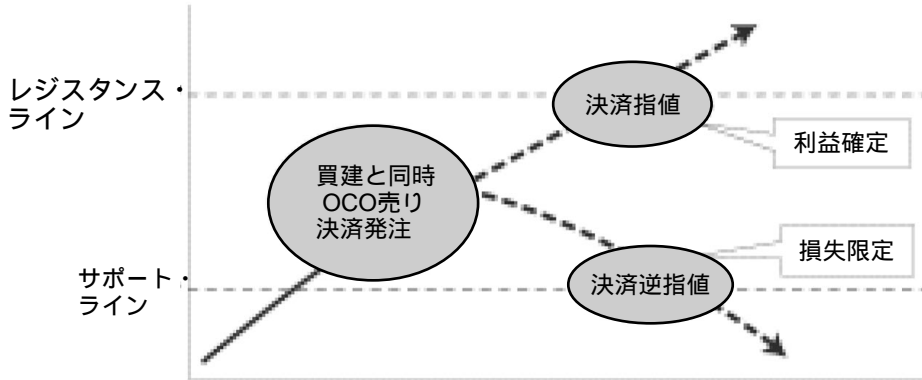 レジスタンス・
ライン
決済指値
利益確定
買建と同時
OCO売り
決済発注
損失限定
サポート・
ライン
決済逆指値